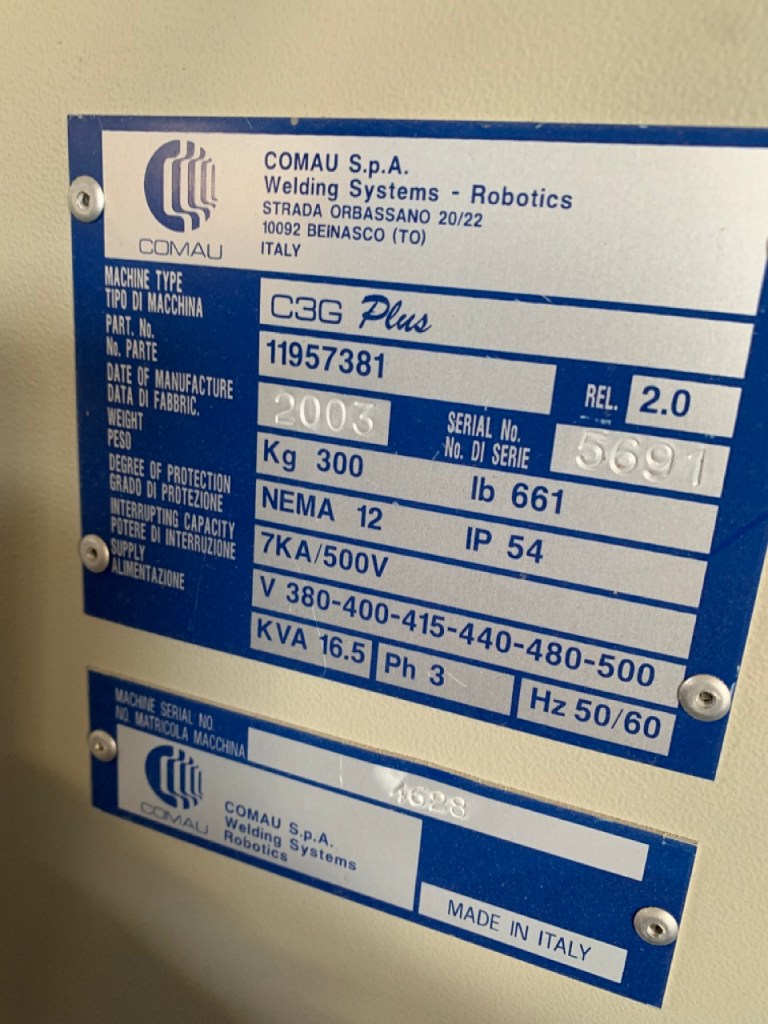 COMAU
COMAU S.p.A.
Welding Systems - Robotics
STRADA ORBASSANO 20/22
10092 BEINASCO (TO)
ITALY
MACHINE TYPE
TIPO DI MACCHINA
C3G Plus
PART. No.
No. PARTE
11957381
REL. 2.0
DATE OF MANUFACTURE
DATA DI FABBRIC.
2003
SERIAL No.
No. DI SERIE
5691
WEIGHT
PESO
Kg 300 lb 661
DEGREE OF PROTECTION
GRADO DI PROTEZIONE
NEMA 12 IP 54
INTERRUPTING CAPACITY
POTERE DI INTERRUZIONE
7KA/500V
SUPPLY
ALIMENTAZIONE
V 380-400-415-440-480-500
KVA 16.5 Ph 3 Hz 50/60
MACHINE SERIAL NO.
NO. MATRICOLA MACCHINA
4628
COMAU
COMAU S.p.A.
Welding Systems
Robotics
MADE IN ITALY